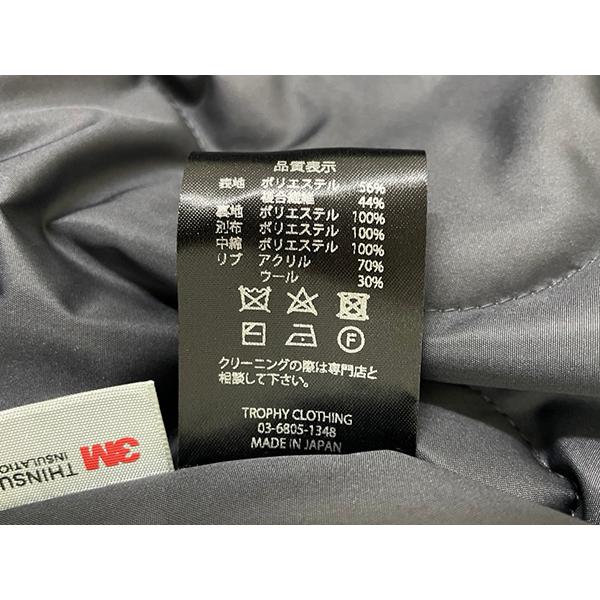 品質表示
表地 ポリエステル 56%
複合繊維 44%
裏地 ポリエステル 100%
別布 ポリエステル 100%
中綿 ポリエステル 100%
リブ アクリル 70%
ウール 30%
F
クリーニングの際は専門店と
相談して下さい。
TROPHY CLOTHING
03-6805-1348
MADE IN JAPAN
3M
THINSU
INSULATIO